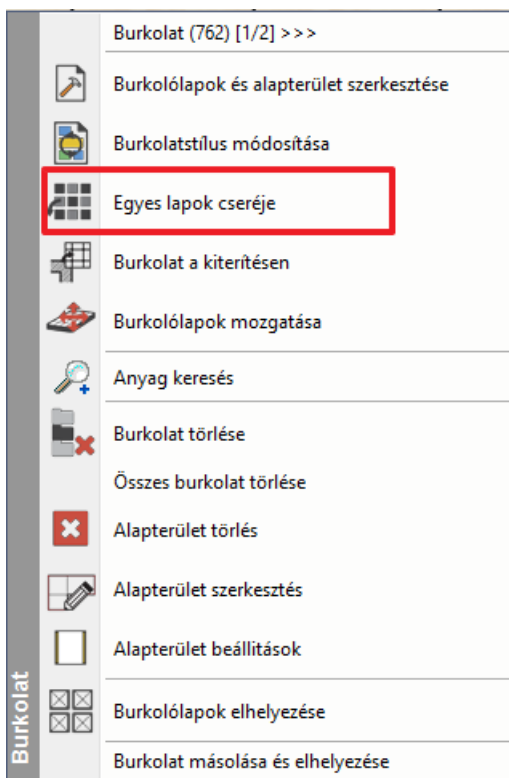 Burkolat (762) [1/2] >>>
Burkolólapok és alapterület szerkesztése
Burkolatstílus módosítása
Egyes lapok cseréje
Burkolat a kiterítésen
Burkolólapok mozgatása
Anyag keresés
Burkolat törlése
Összes burkolat törlése
Alapterület törlés
Alapterület szerkesztés
Alapterület beállitások
Burkolólapok elhelyezése
Burkolat másolása és elhelyezése
Burkolat